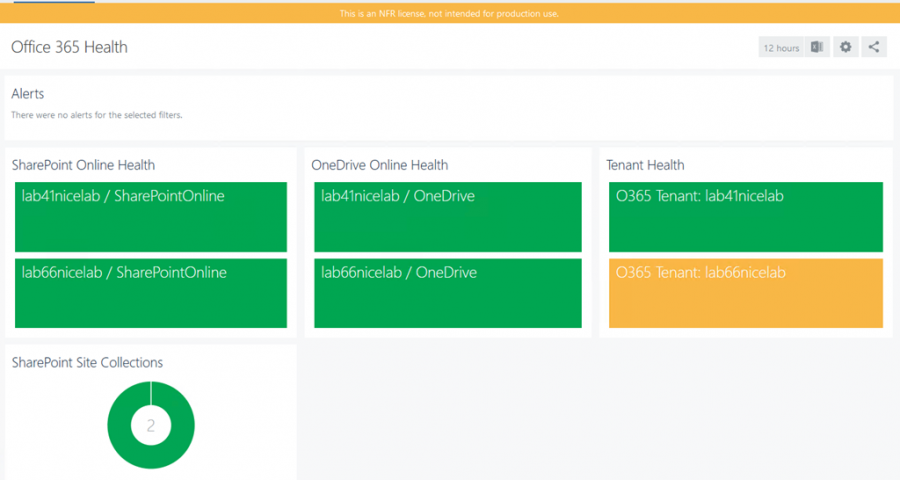 This is an NFR license, not intended for production use.
Office 365 Health
12 hours
Alerts
There were no alerts for the selected filters.
SharePoint Online Health
lab41nicelab / SharePointOnline
lab66nicelab / SharePointOnline
OneDrive Online Health
lab41nicelab / OneDrive
lab66nicelab / OneDrive
Tenant Health
O365 Tenant: lab41nicelab
O365 Tenant: lab66nicelab
SharePoint Site Collections
2